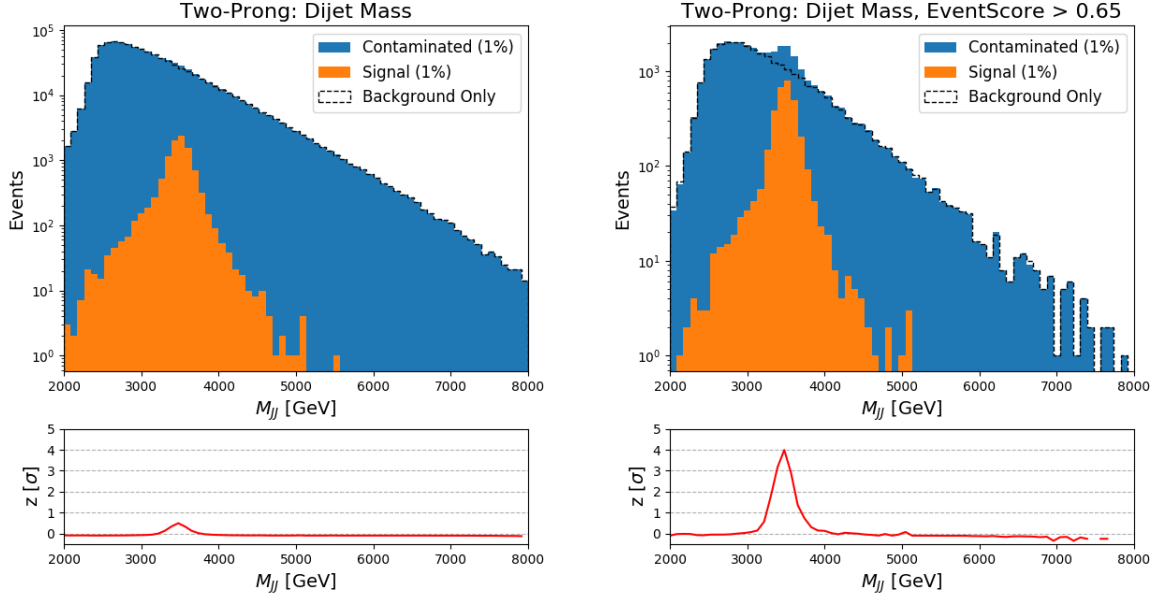 Two-Prong: Dijet Mass
10⁵
10⁴
10³
10²
10¹
10⁰
Events
Contaminated (1%)
Signal (1%)
Background Only
2000 3000 4000 5000 6000 7000 8000
M_JJ [GeV]
5
4
3
2
1
0
z [σ]
2000 3000 4000 5000 6000 7000 8000
M_JJ [GeV]
Two-Prong: Dijet Mass, EventScore > 0.65
10³
10²
10¹
10⁰
Events
Contaminated (1%)
Signal (1%)
Background Only
2000 3000 4000 5000 6000 7000 8000
M_JJ [GeV]
5
4
3
2
1
0
z [σ]
2000 3000 4000 5000 6000 7000 8000
M_JJ [GeV]